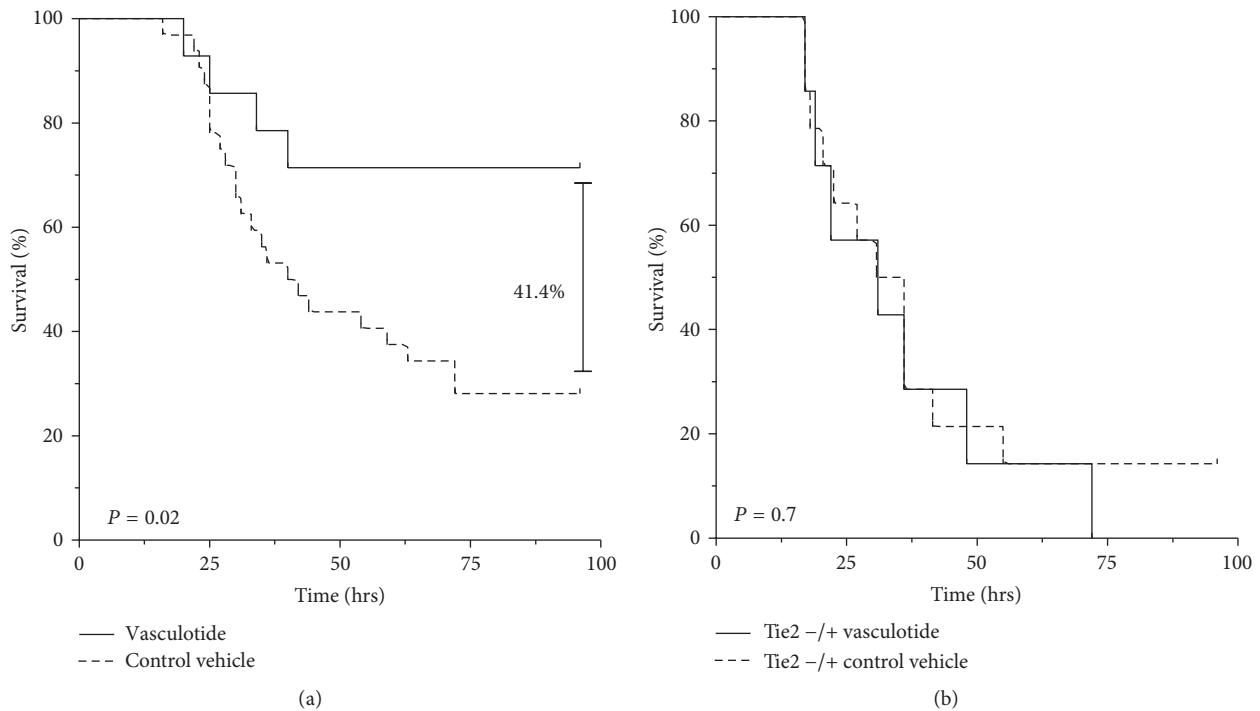 100
80
60
40
20
0
Survival (%)
41.4%
P = 0.02
0 25 50 75 100
Time (hrs)
Vasculotide
Control vehicle
(a)
100
80
60
40
20
0
Survival (%)
P = 0.7
0 25 50 75 100
Time (hrs)
Tie2 −/+ vasculotide
Tie2 −/+ control vehicle
(b)